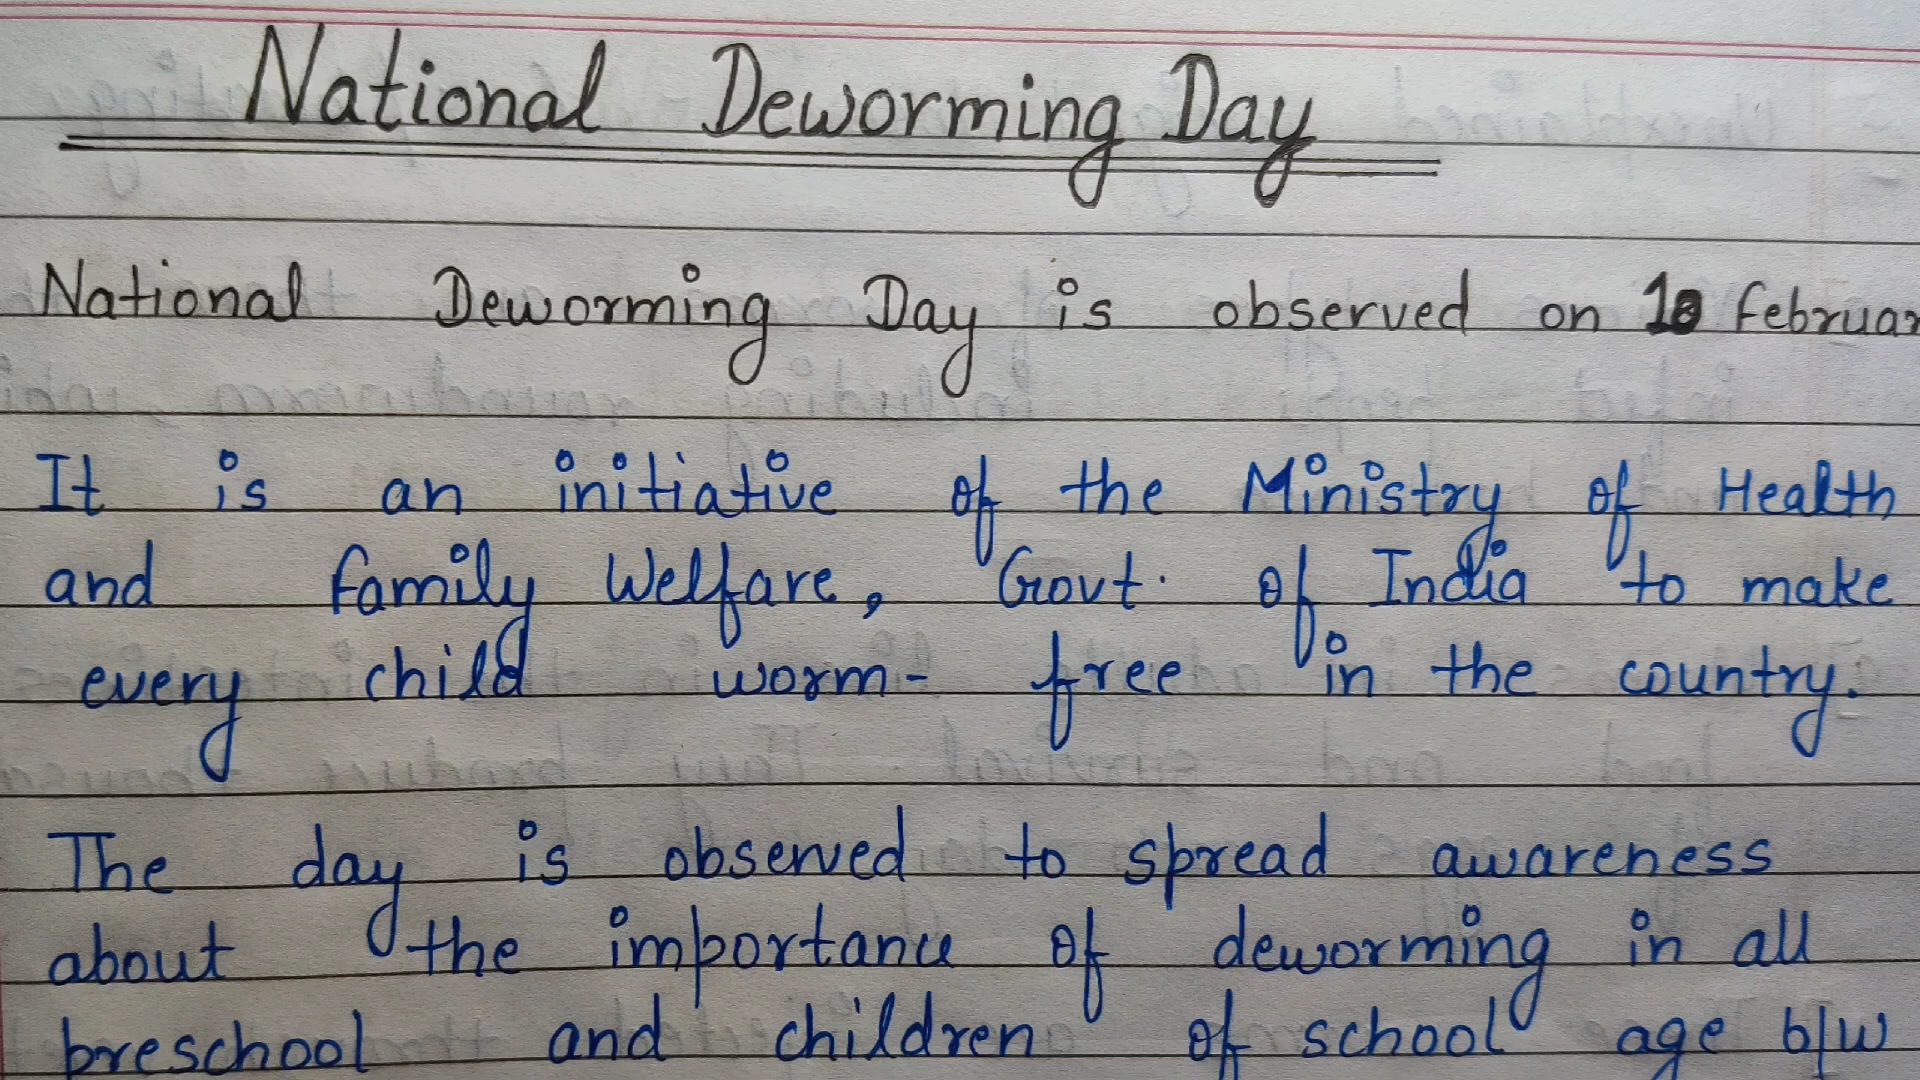 National Deworming Day
National Deworming Day is observed on 10 Februar
It is an initiative of the Ministry of Health
and Family Welfare, Govt. of India to make
every child worm-free in the country.
The day is observed to spread awareness
about the importance of deworming in all
preschool and children of school age b/w